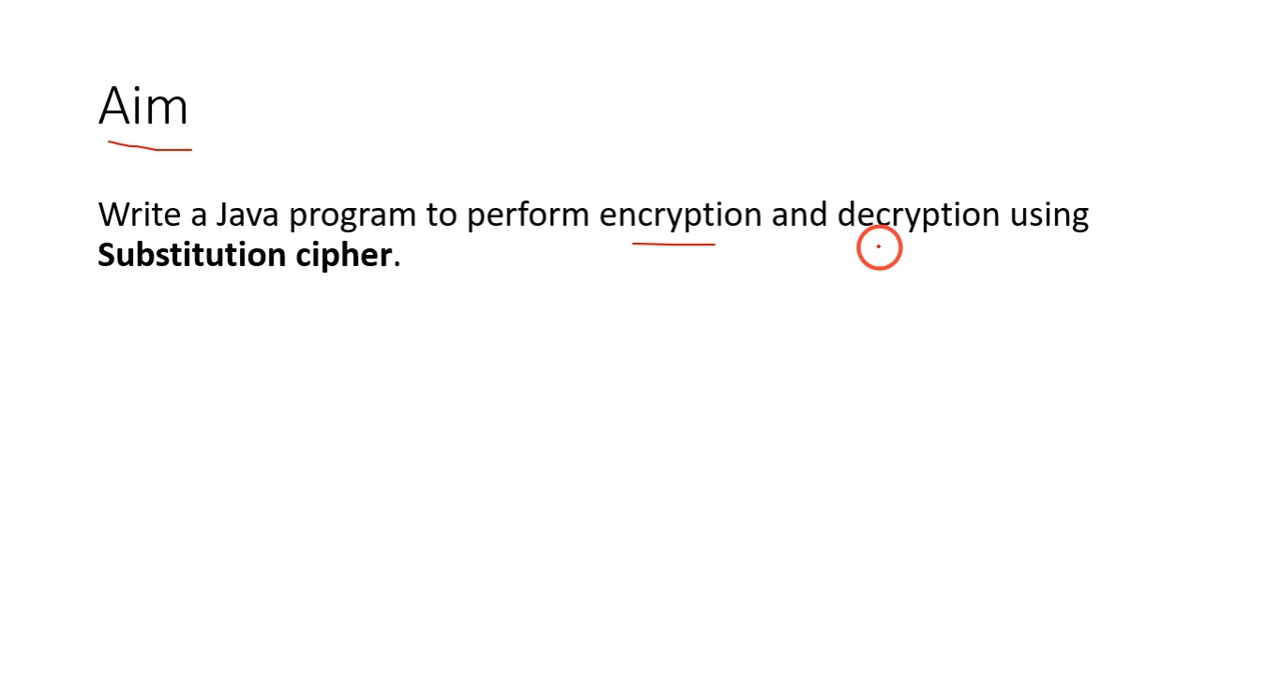 Aim
Write a Java program to perform encryption and decryption using
Substitution cipher.